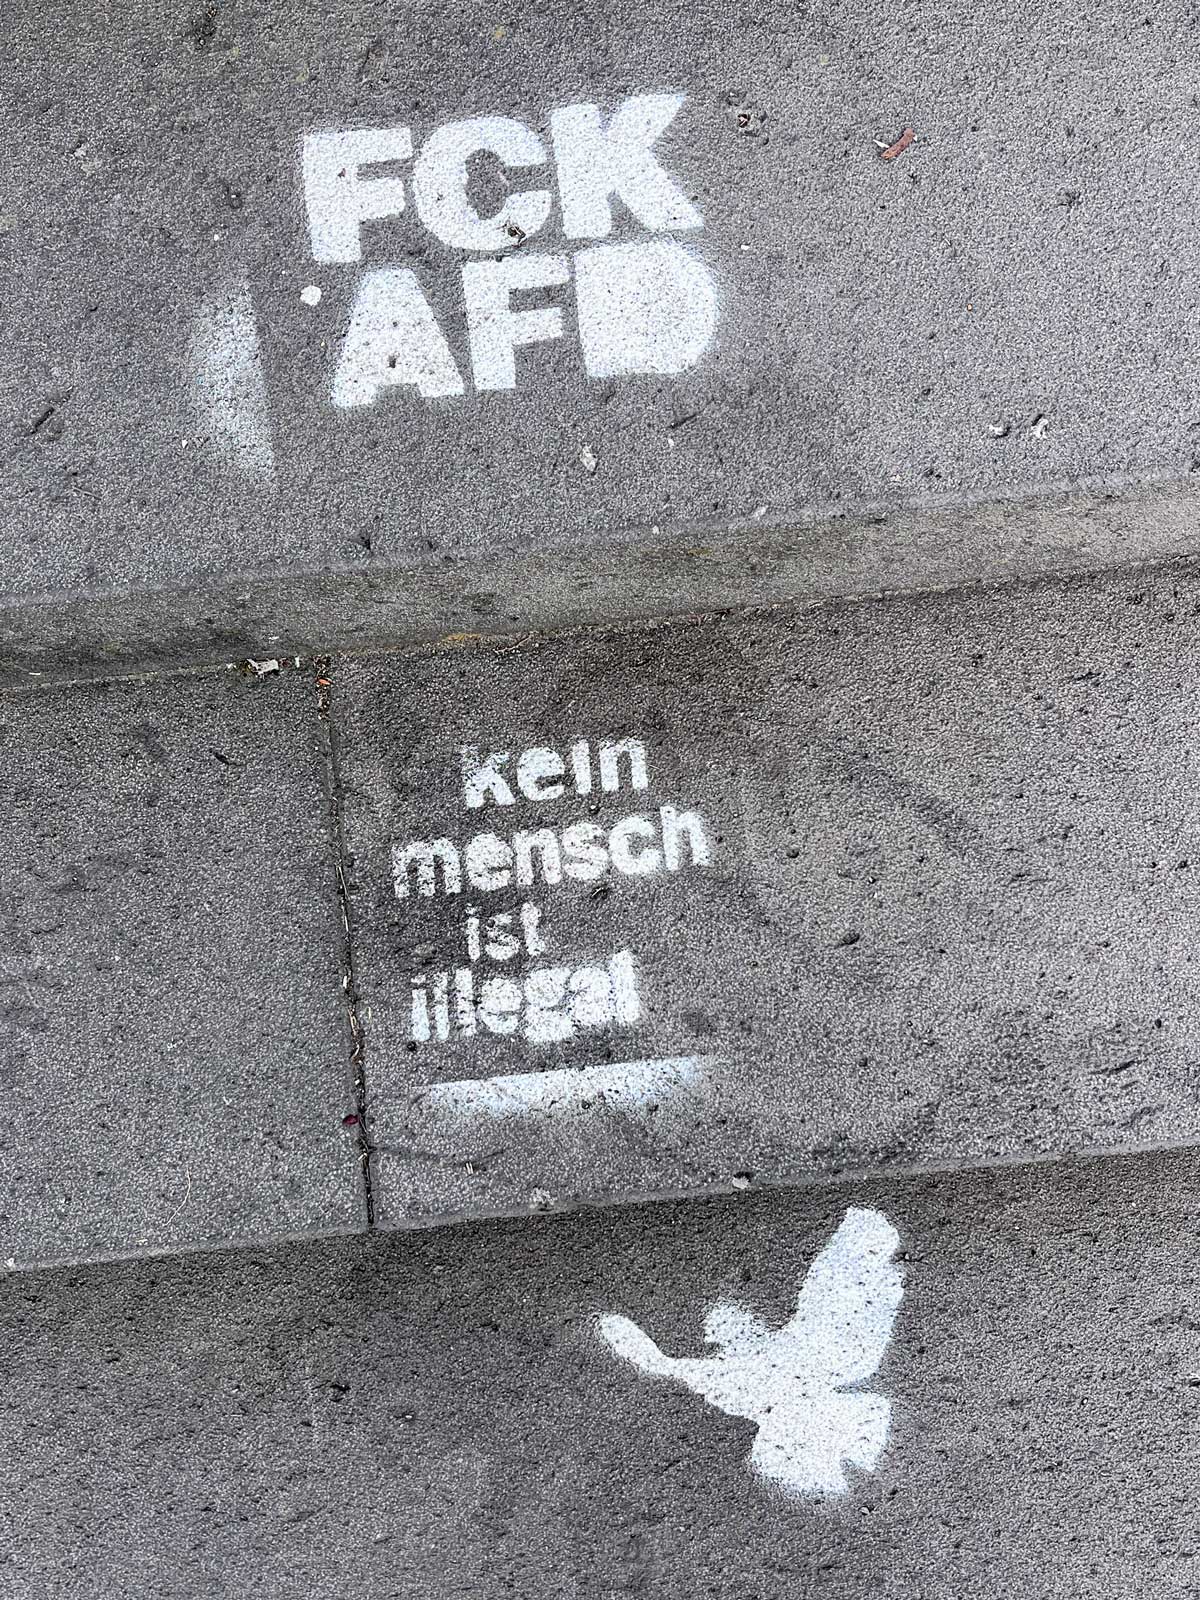 FCK
AFD
kein
mensch
ist
illegal